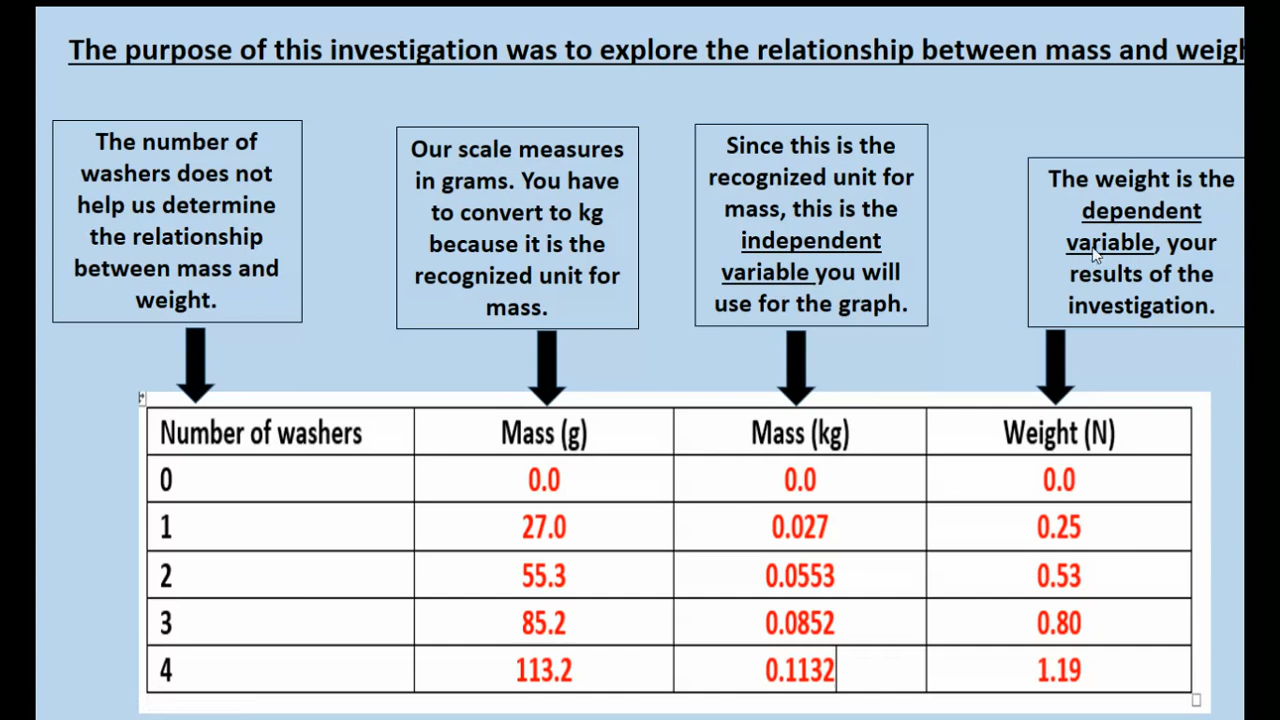 The purpose of this investigation was to explore the relationship between mass and weigh
The number of
washers does not
help us determine
the relationship
between mass and
weight.
Our scale measures
in grams. You have
to convert to kg
because it is the
recognized unit for
mass.
Since this is the
recognized unit for
mass, this is the
independent
variable you will
use for the graph.
The weight is the
dependent
variable, your
results of the
investigation.
Number of washers Mass (g) Mass (kg) Weight (N)
0 0.0 0.0 0.0
1 27.0 0.027 0.25
2 55.3 0.0553 0.53
3 85.2 0.0852 0.80
4 113.2 0.1132 1.19